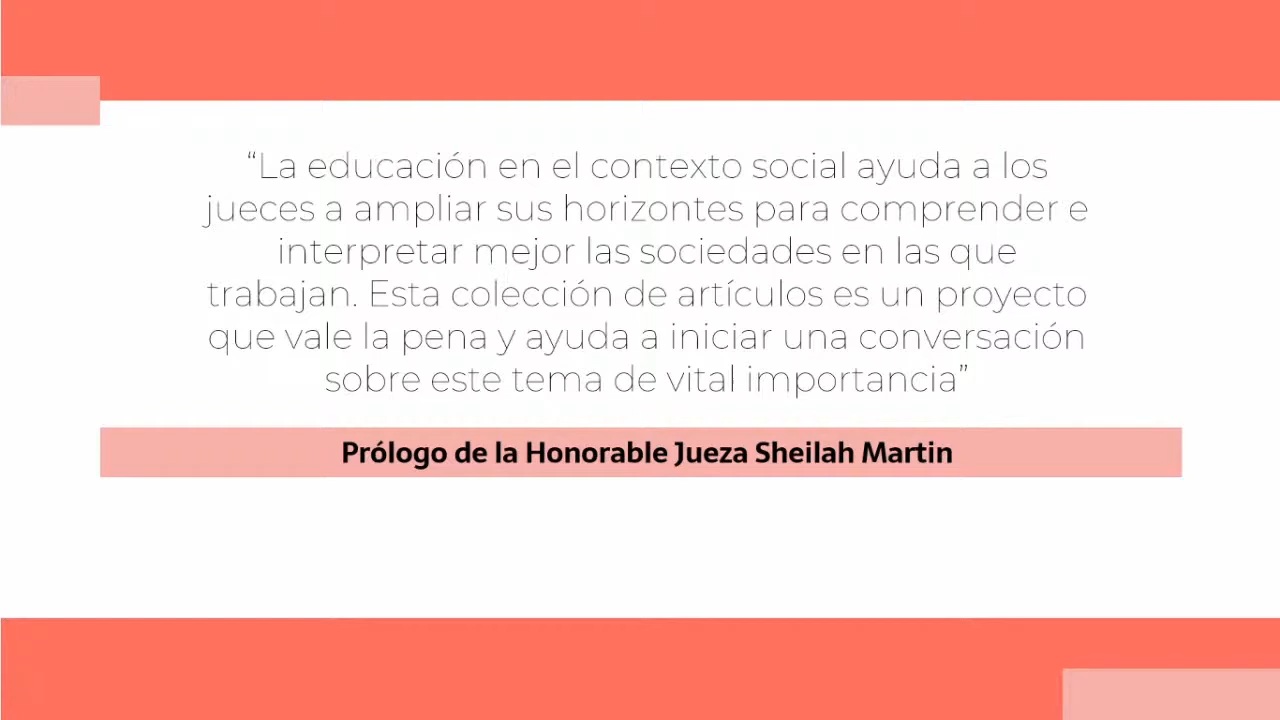 “La educación en el contexto social ayuda a los
jueces a ampliar sus horizontes para comprender e
interpretar mejor las sociedades en las que
trabajan. Esta colección de artículos es un proyecto
que vale la pena y ayuda a iniciar una conversación
sobre este tema de vital importancia”
Prólogo de la Honorable Jueza Sheilah Martin